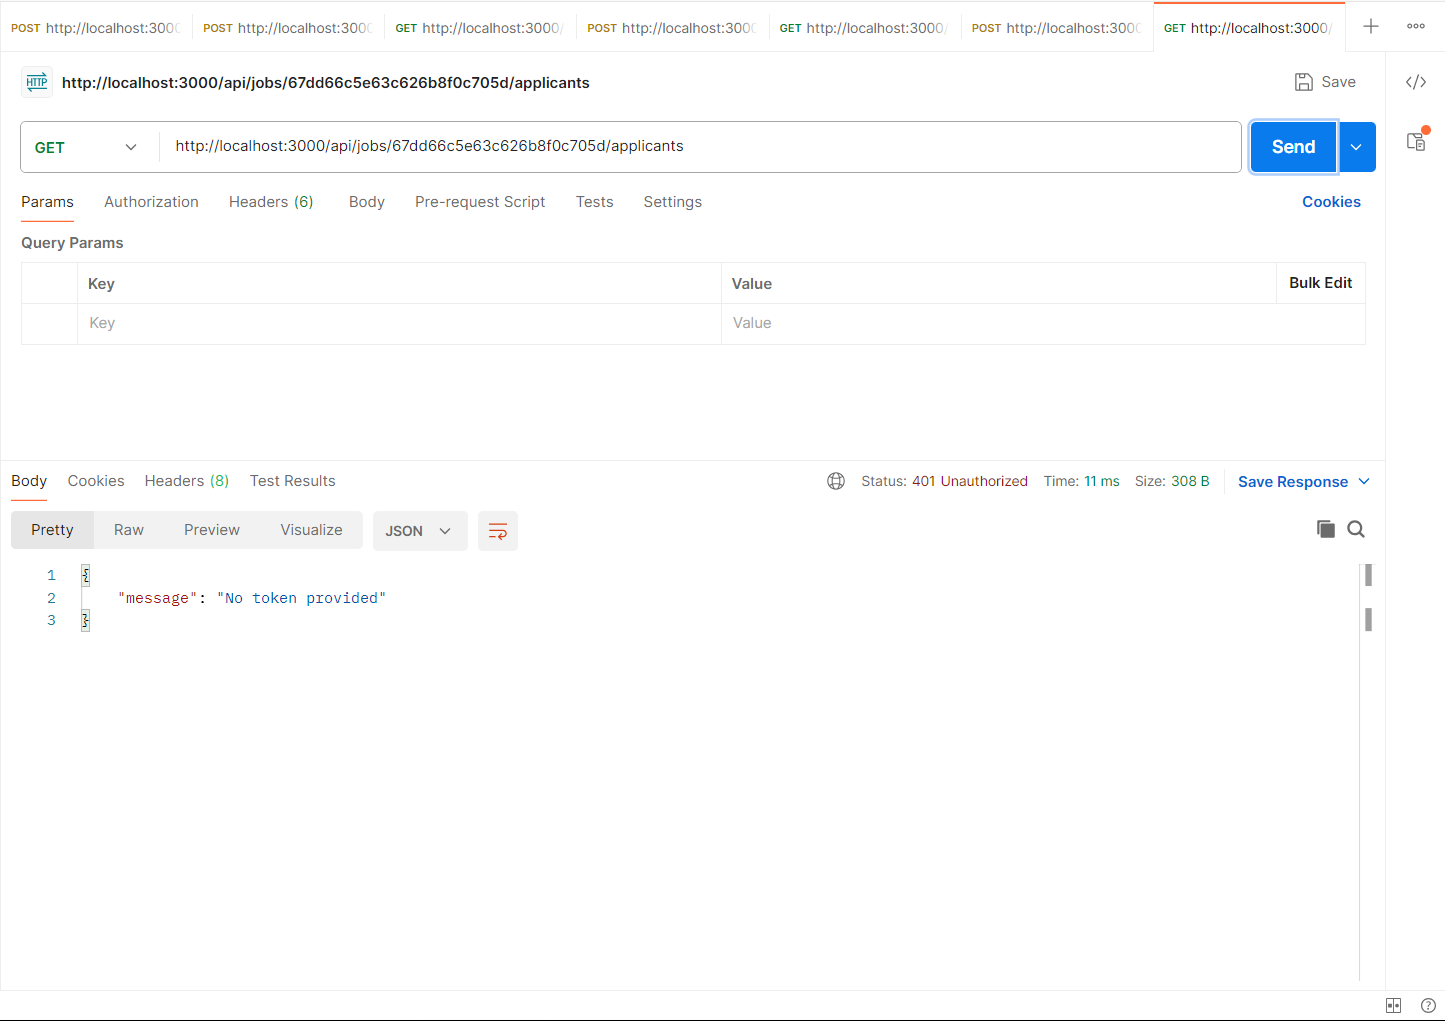 POST http://localhost:300 POST http://localhost:300 GET http://localhost:3000/ POST http://localhost:300 GET http://localhost:3000/ POST http://localhost:300 GET http://localhost:3000/
HTTP http://localhost:3000/api/jobs/67dd66c5e63c626b8f0c705d/applicants Save
GET http://localhost:3000/api/jobs/67dd66c5e63c626b8f0c705d/applicants Send
Params Authorization Headers (6) Body Pre-request Script Tests Settings Cookies
Query Params
Key Value Bulk Edit
Key Value
Body Cookies Headers (8) Test Results Status: 401 Unauthorized Time: 11 ms Size: 308 B Save Response
Pretty Raw Preview Visualize JSON
1 {
2 "message": "No token provided"
3 }